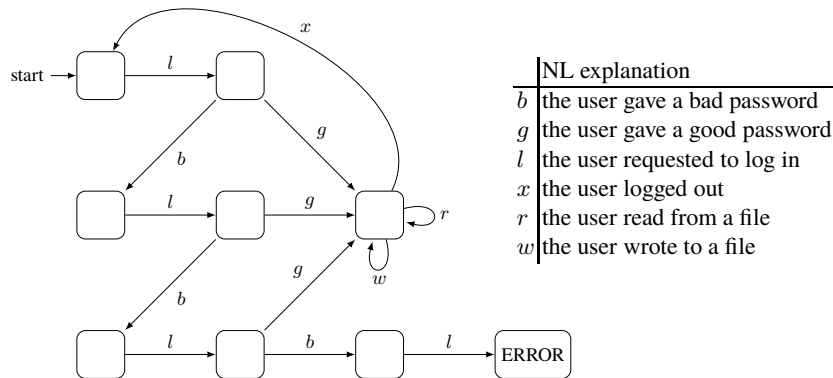 x
start
l
g
b
l
g
r
w
g
b
l
b
l
ERROR
NL explanation
b the user gave a bad password
g the user gave a good password
l the user requested to log in
x the user logged out
r the user read from a file
w the user wrote to a file